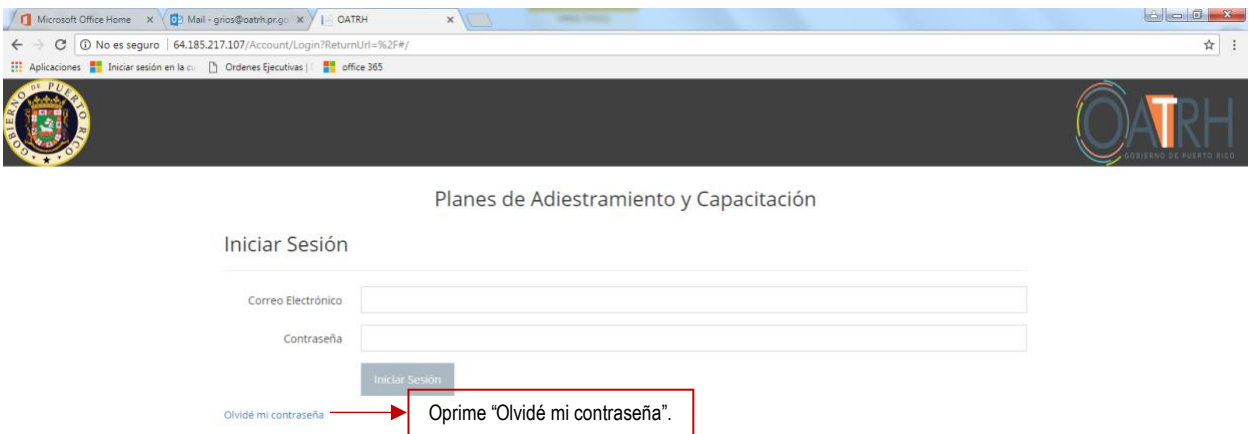 Microsoft Office Home
Mail - grios@oatrh.pr.go
OATRH
No es seguro | 64.185.217.107/Account/Login?ReturnUrl=%2F#/
Aplicaciones
Iniciar sesión en la cu
Ordenes Ejecutivas |
office 365
GOBIERNO DE PUERTO RICO
OATRH
GOBIERNO DE PUERTO RICO
Planes de Adiestramiento y Capacitación
Iniciar Sesión
Correo Electrónico
Contraseña
Iniciar Sesión
Olvidé mi contraseña
Oprime “Olvidé mi contraseña”.